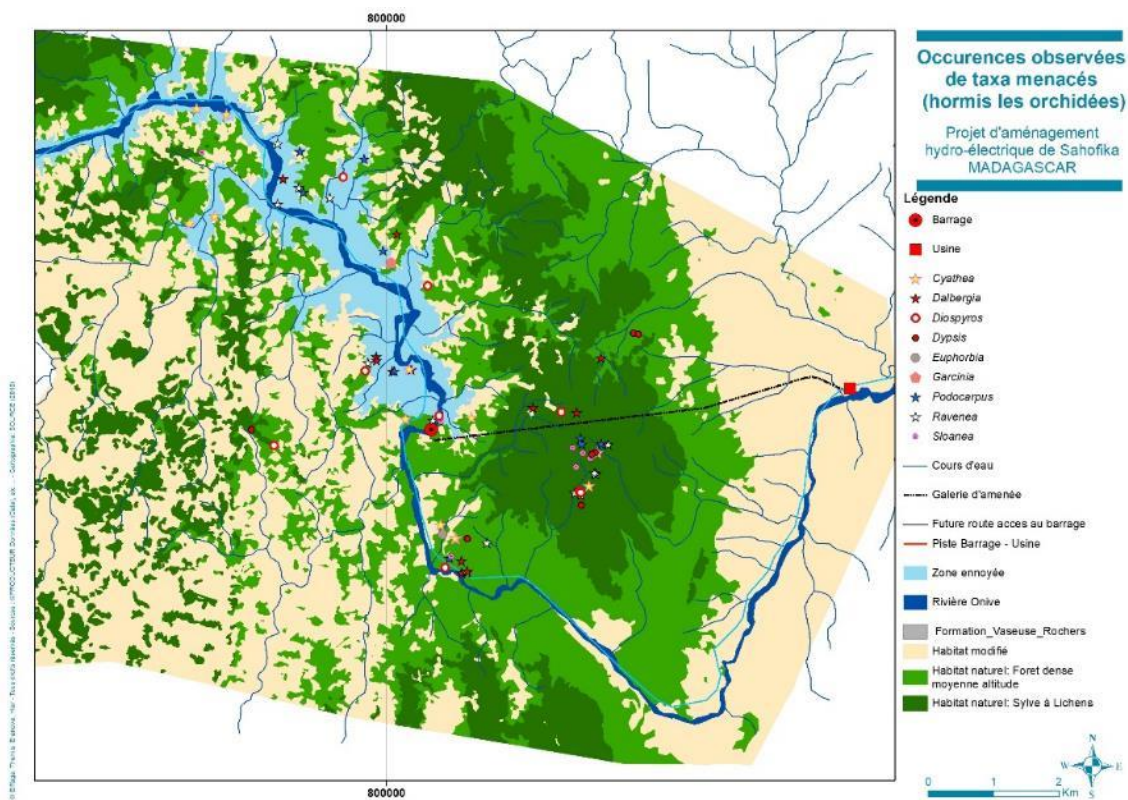 800000
Occurences observées
de taxa menacés
(hormis les orchidées)
Projet d'aménagement
hydro-électrique de Sahofika
MADAGASCAR
Légende
Barrage
Usine
Cyathea
Dalbergia
Diospyros
Dypsis
Euphorbia
Garcinia
Podocarpus
Ravenea
Sloanea
Cours d'eau
Galerie d'amenée
Future route acces au barrage
Piste Barrage - Usine
Zone ennoyée
Rivière Onive
Formation_Vaseuse_Rochers
Habitat modifié
Habitat naturel: Foret dense
moyenne altitude
Habitat naturel: Sylve à Lichens
N
W E
S
0 1 2
Km
800000